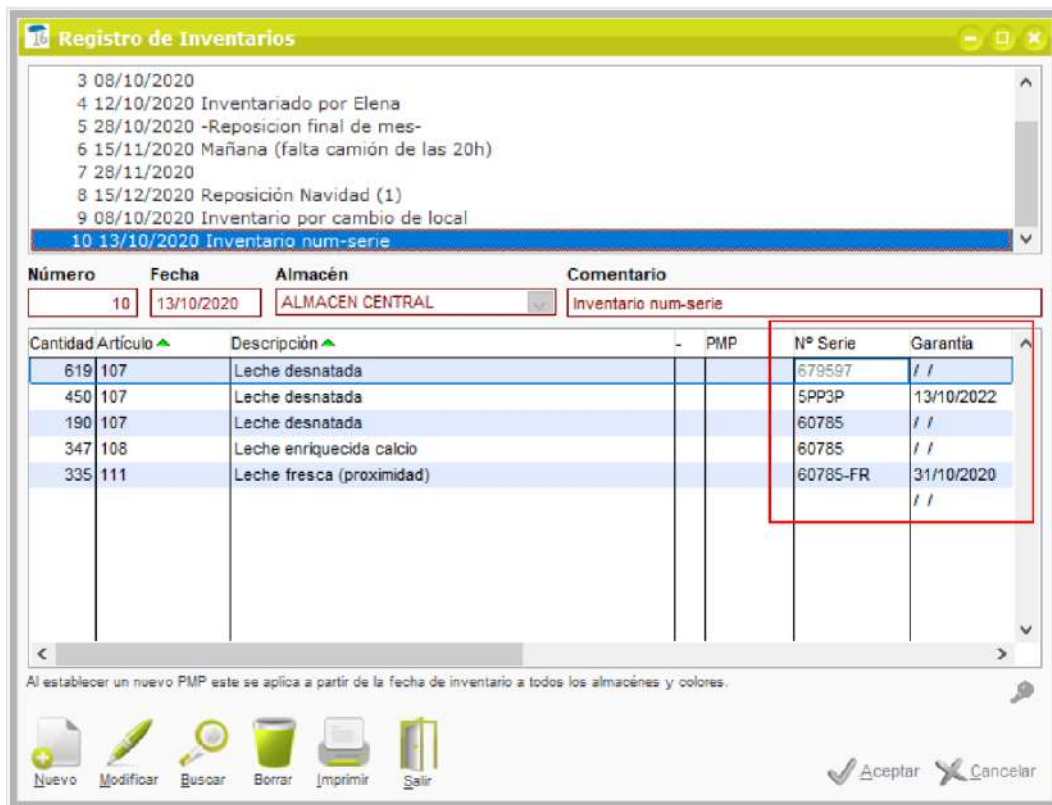 16 Registro de Inventarios
3 08/10/2020
4 12/10/2020 Inventariado por Elena
5 28/10/2020 -Reposicion final de mes-
6 15/11/2020 Mañana (falta camión de las 20h)
7 28/11/2020
8 15/12/2020 Reposición Navidad (1)
9 08/10/2020 Inventario por cambio de local
10 13/10/2020 Inventario num-serie
Número Fecha Almacén Comentario
10 13/10/2020 ALMACEN CENTRAL Inventario num-serie
Cantidad Artículo Descripción - PMP Nº Serie Garantía
619 107 Leche desnatada 679597 / /
450 107 Leche desnatada 5PP3P 13/10/2022
190 107 Leche desnatada 60785 / /
347 108 Leche enriquecida calcio 60785 / /
335 111 Leche fresca (proximidad) 60785-FR 31/10/2020
/ /
Al establecer un nuevo PMP este se aplica a partir de la fecha de inventario a todos los almacénes y colores.
Nuevo Modificar Buscar Borrar Imprimir Salir Aceptar Cancelar